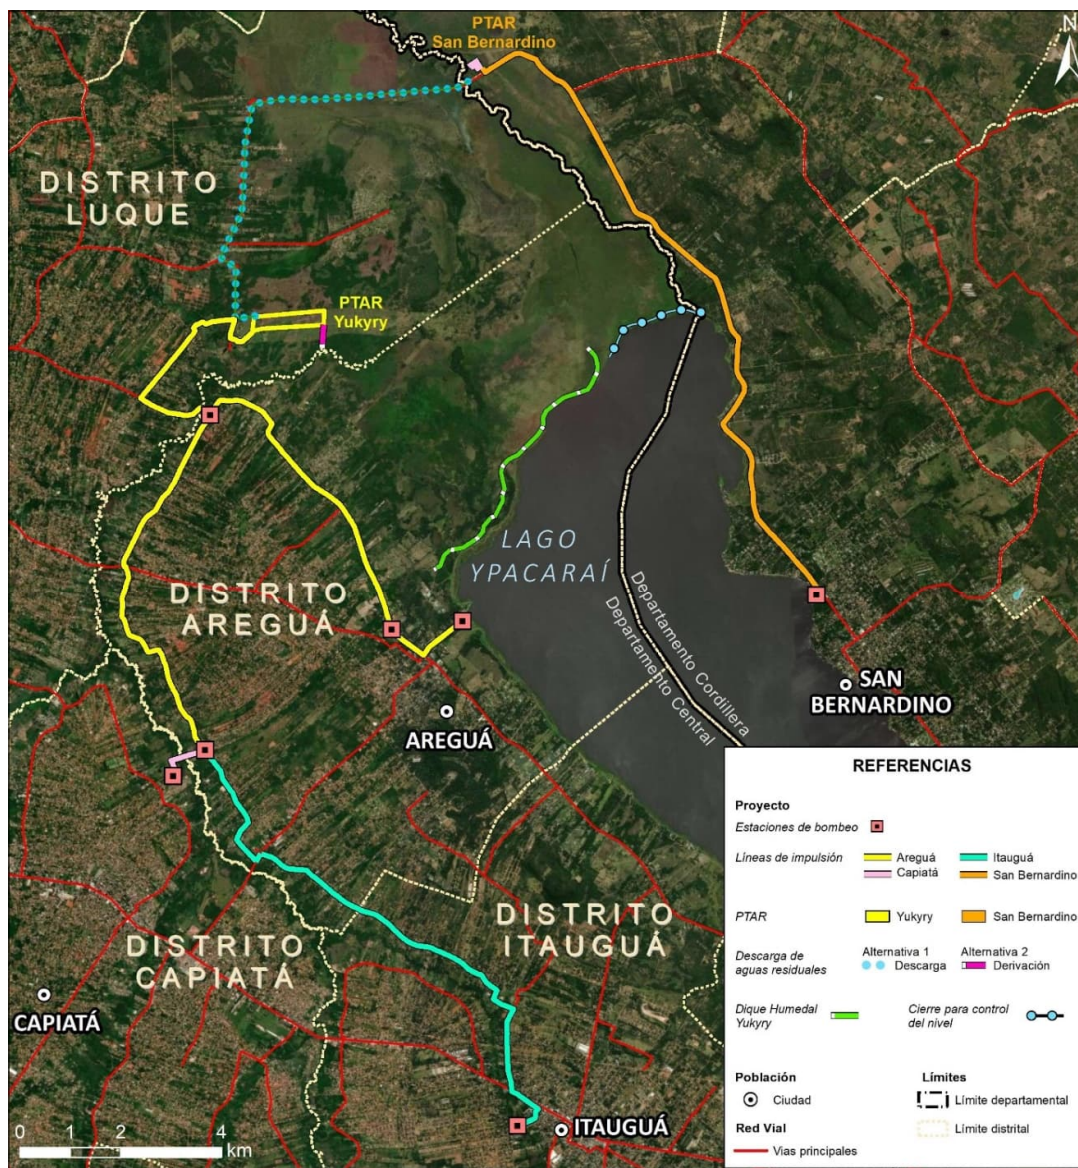 PTAR
San Bernardino
N
DISTRITO
LUQUE
PTAR
Yukyry
LAGO
YPACARAÍ
DISTRITO
AREGUÁ
Departamento Cordillera
Departamento Central
SAN
BERNARDINO
AREGUÁ
DISTRITO
ITAUGUÁ
DISTRITO
CAPIATÁ
CAPIATÁ
ITAUGUÁ
0 1 2 4
km
REFERENCIAS
Proyecto
Estaciones de bombeo
Líneas de impulsión Areguá Itauguá
Capiatá San Bernardino
PTAR Yukyry San Bernardino
Descarga de Alternativa 1 Alternativa 2
aguas residuales Descarga Derivación
Dique Humedal Cierre para control
Yukyry del nível
Población Límites
Ciudad Límite departamental
Red Vial Límite distrital
Vias principales